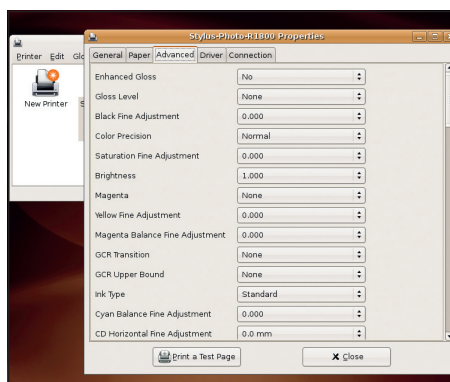 Stylus-Photo-R1800 Properties
Printer Edit
New Printer
General Paper Advanced Driver Connection
Enhanced Gloss No
Gloss Level None
Black Fine Adjustment 0.000
Color Precision Normal
Saturation Fine Adjustment 0.000
Brightness 1.000
Magenta None
Yellow Fine Adjustment 0.000
Magenta Balance Fine Adjustment 0.000
GCR Transition None
GCR Upper Bound None
Ink Type Standard
Cyan Balance Fine Adjustment 0.000
CD Horizontal Fine Adjustment 0.0 mm
Print a Test Page
Close